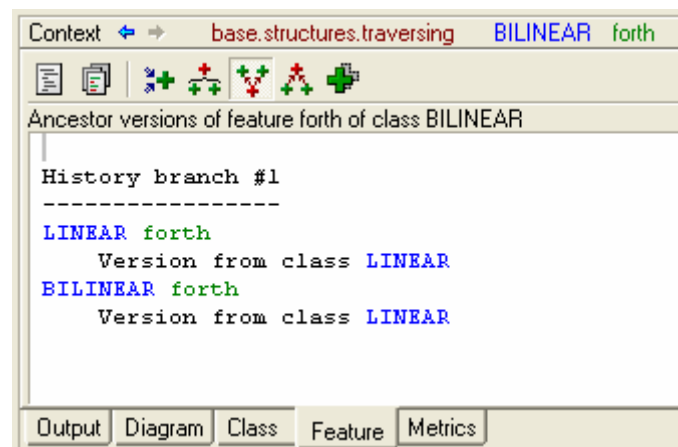 Context base.structures.traversing BILINEAR forth
Ancestor versions of feature forth of class BILINEAR
History branch #1
-----------------
LINEAR forth
Version from class LINEAR
BILINEAR forth
Version from class LINEAR
Output Diagram Class Feature Metrics